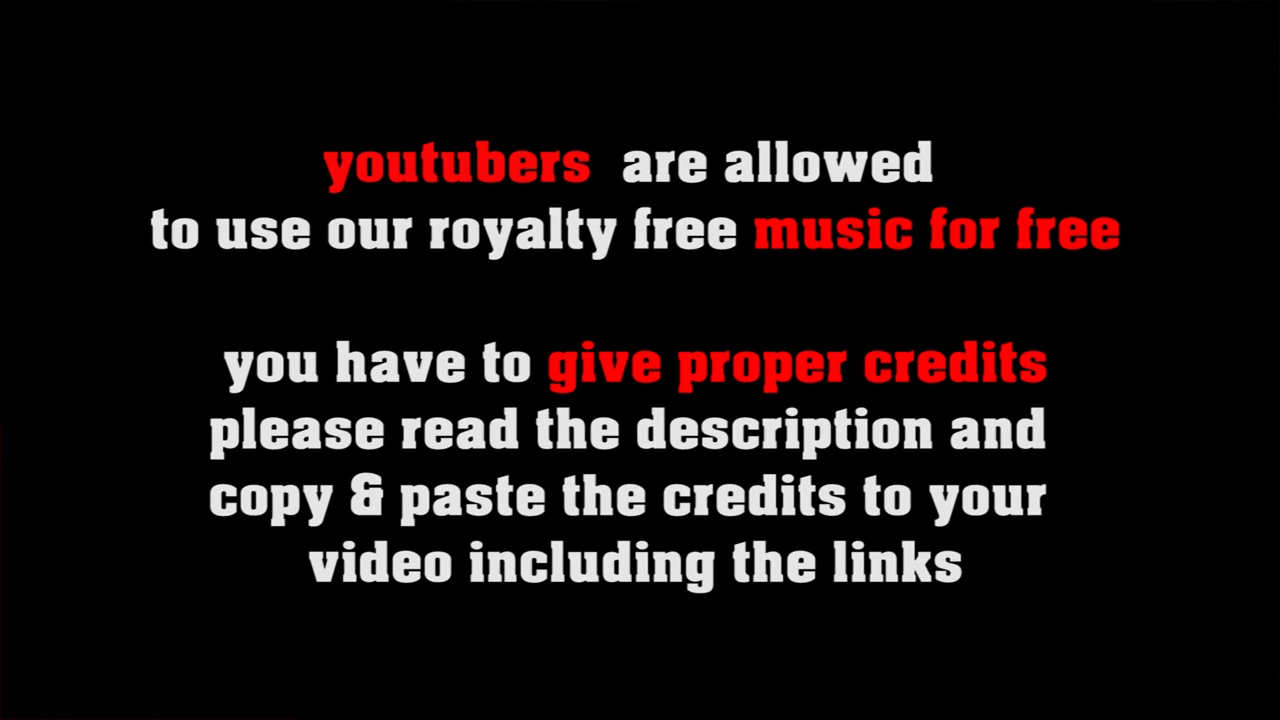 youtubers are allowed
to use our royalty free music for free
you have to give proper credits
please read the description and
copy & paste the credits to your
video including the links